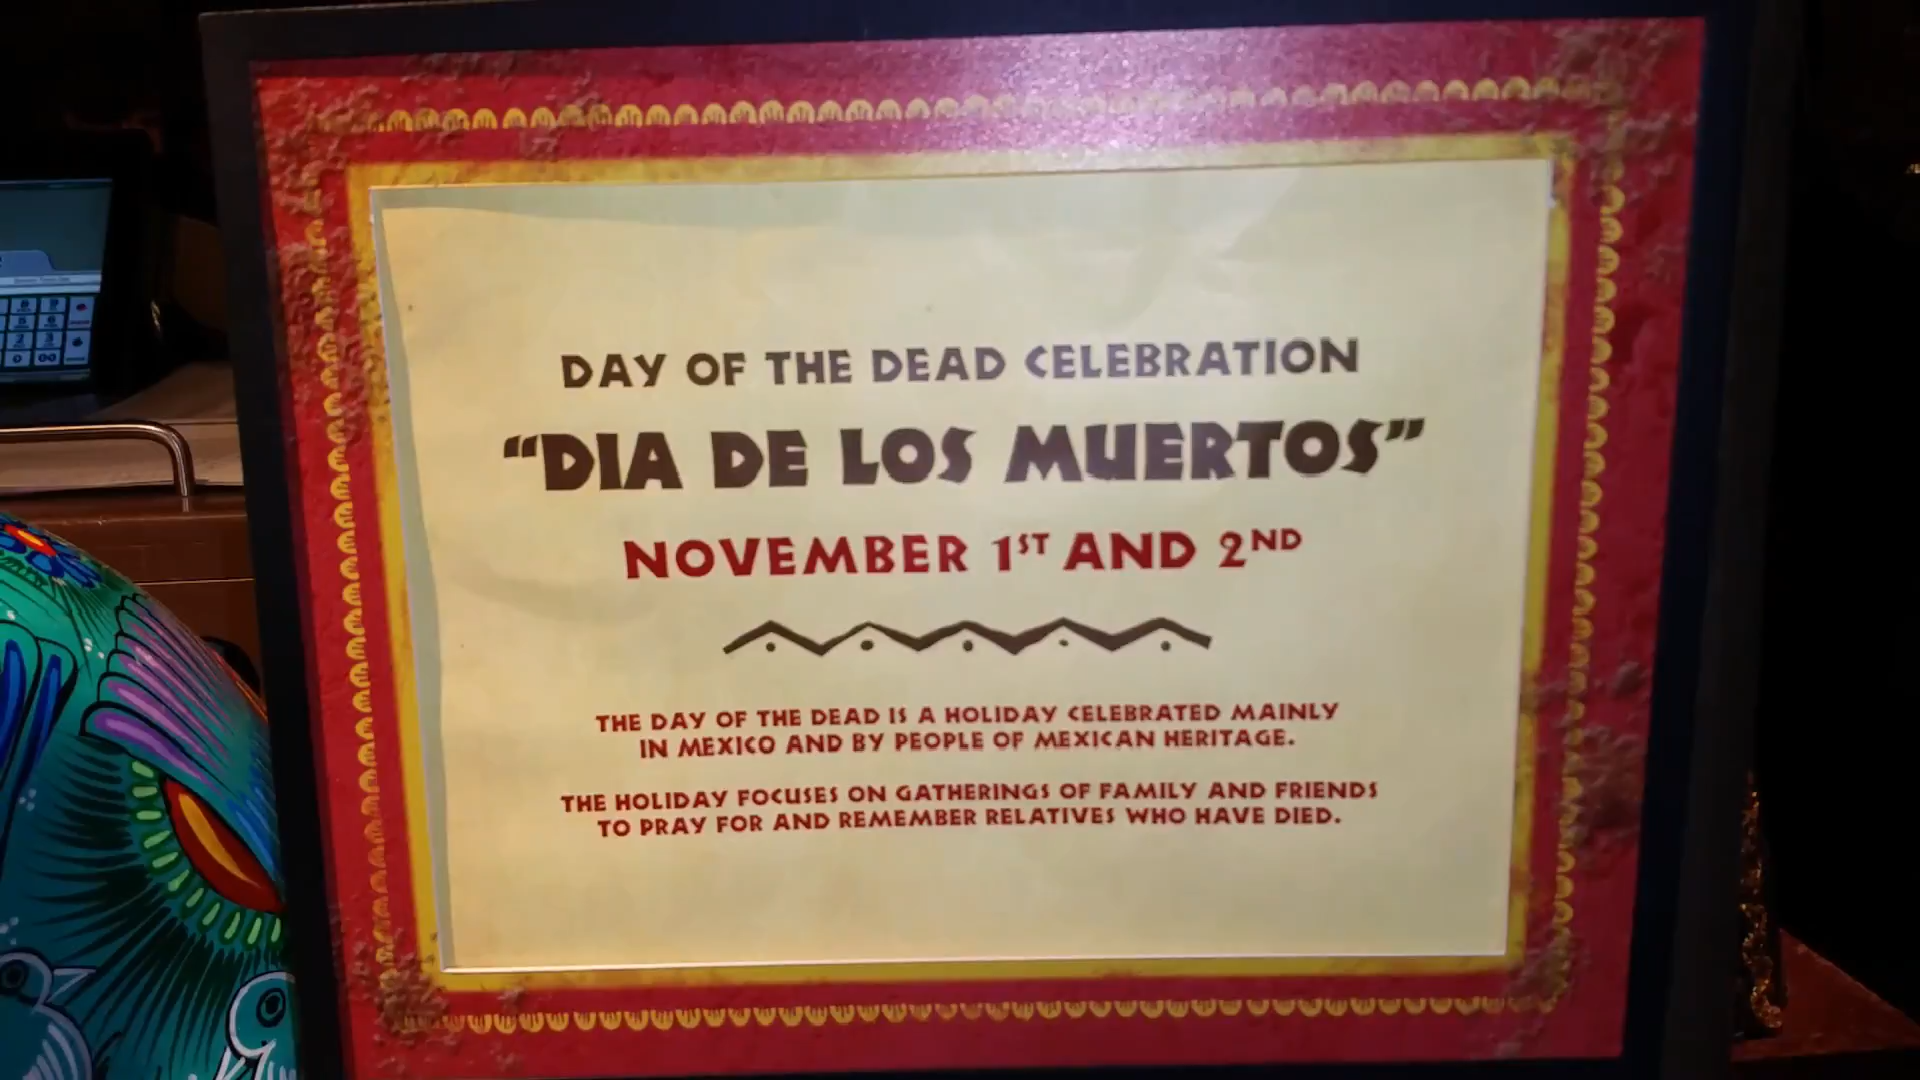 DAY OF THE DEAD CELEBRATION
"DIA DE LOS MUERTOS"
NOVEMBER 1ST AND 2ND
THE DAY OF THE DEAD IS A HOLIDAY CELEBRATED MAINLY
IN MEXICO AND BY PEOPLE OF MEXICAN HERITAGE.
THE HOLIDAY FOCUSES ON GATHERINGS OF FAMILY AND FRIENDS
TO PRAY FOR AND REMEMBER RELATIVES WHO HAVE DIED.